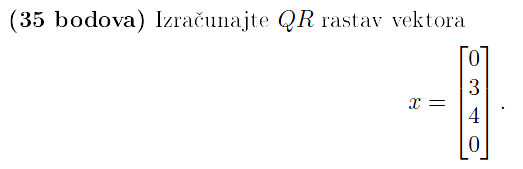 (35 bodova) Izračunajte QR rastav vektora
x = [0 3 4 0] .